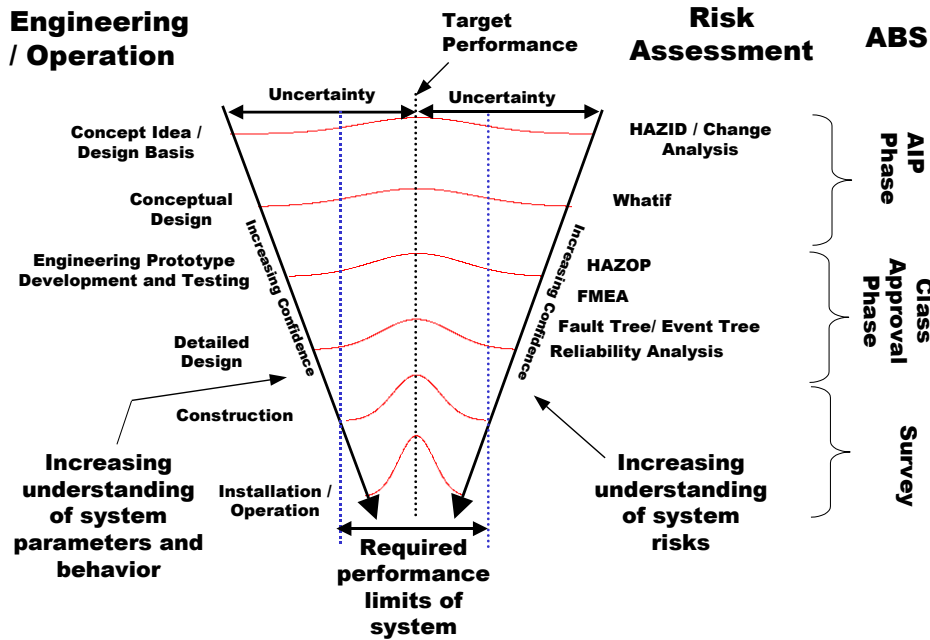 Engineering
/ Operation
Target
Performance
Risk
Assessment
ABS
Uncertainty
Uncertainty
Concept Idea /
Design Basis
HAZID / Change
Analysis
AIP
Phase
Conceptual
Design
Whatif
Increasing Confidence
Increasing Confidence
Engineering Prototype
Development and Testing
HAZOP
FMEA
Class
Approval
Phase
Fault Tree/ Event Tree
Reliability Analysis
Detailed
Design
Construction
Survey
Increasing
understanding
of system
parameters and
behavior
Installation /
Operation
Increasing
understanding
of system
risks
Required
performance
limits of
system